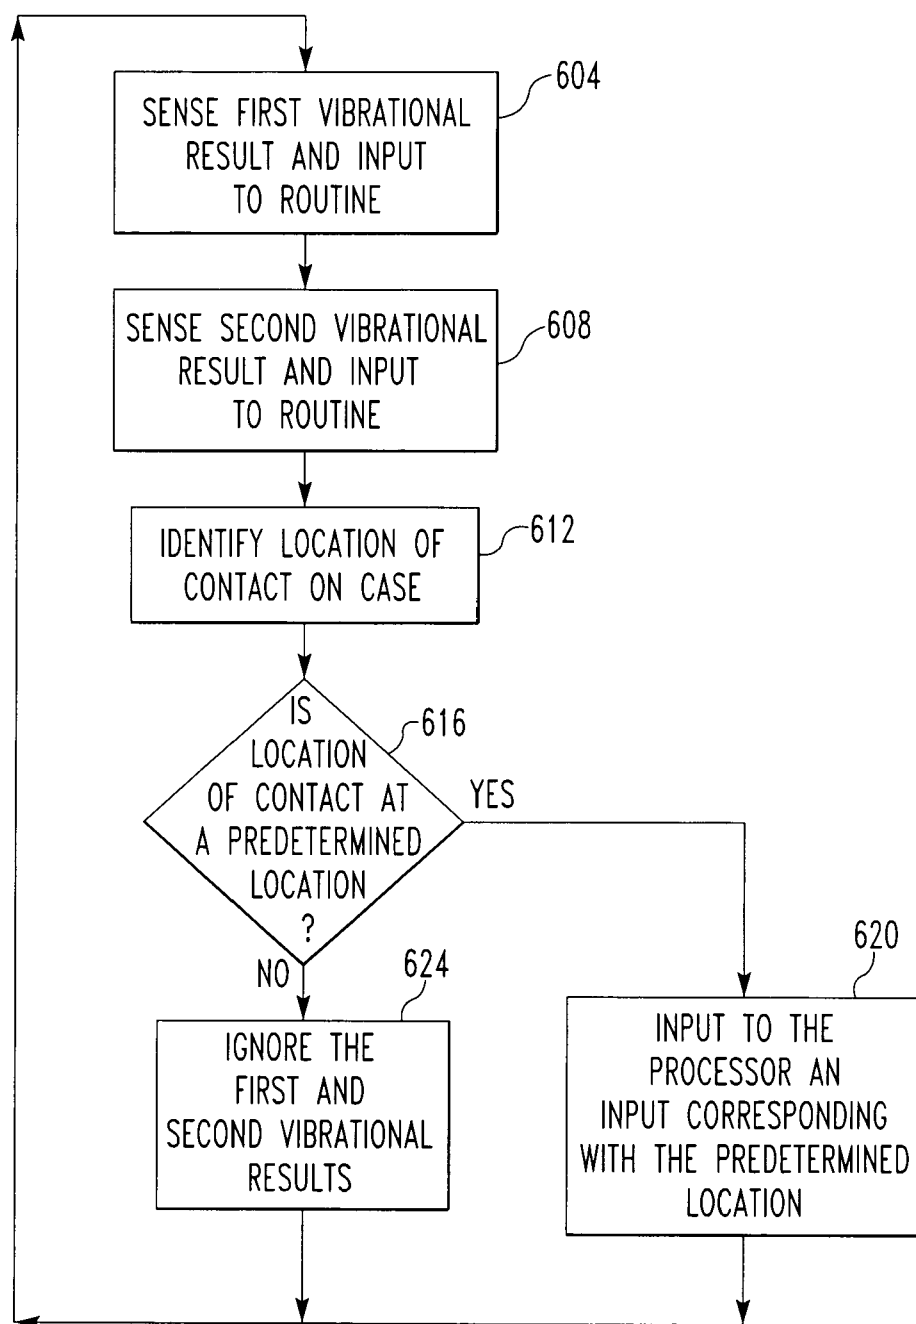 604
SENSE FIRST VIBRATIONAL
RESULT AND INPUT
TO ROUTINE
608
SENSE SECOND VIBRATIONAL
RESULT AND INPUT
TO ROUTINE
612
IDENTIFY LOCATION OF
CONTACT ON CASE
616
IS
LOCATION
OF CONTACT AT
A PREDETERMINED
LOCATION
?
YES
NO
624
IGNORE THE
FIRST AND
SECOND VIBRATIONAL
RESULTS
620
INPUT TO THE
PROCESSOR AN
INPUT CORRESPONDING
WITH THE PREDETERMINED
LOCATION